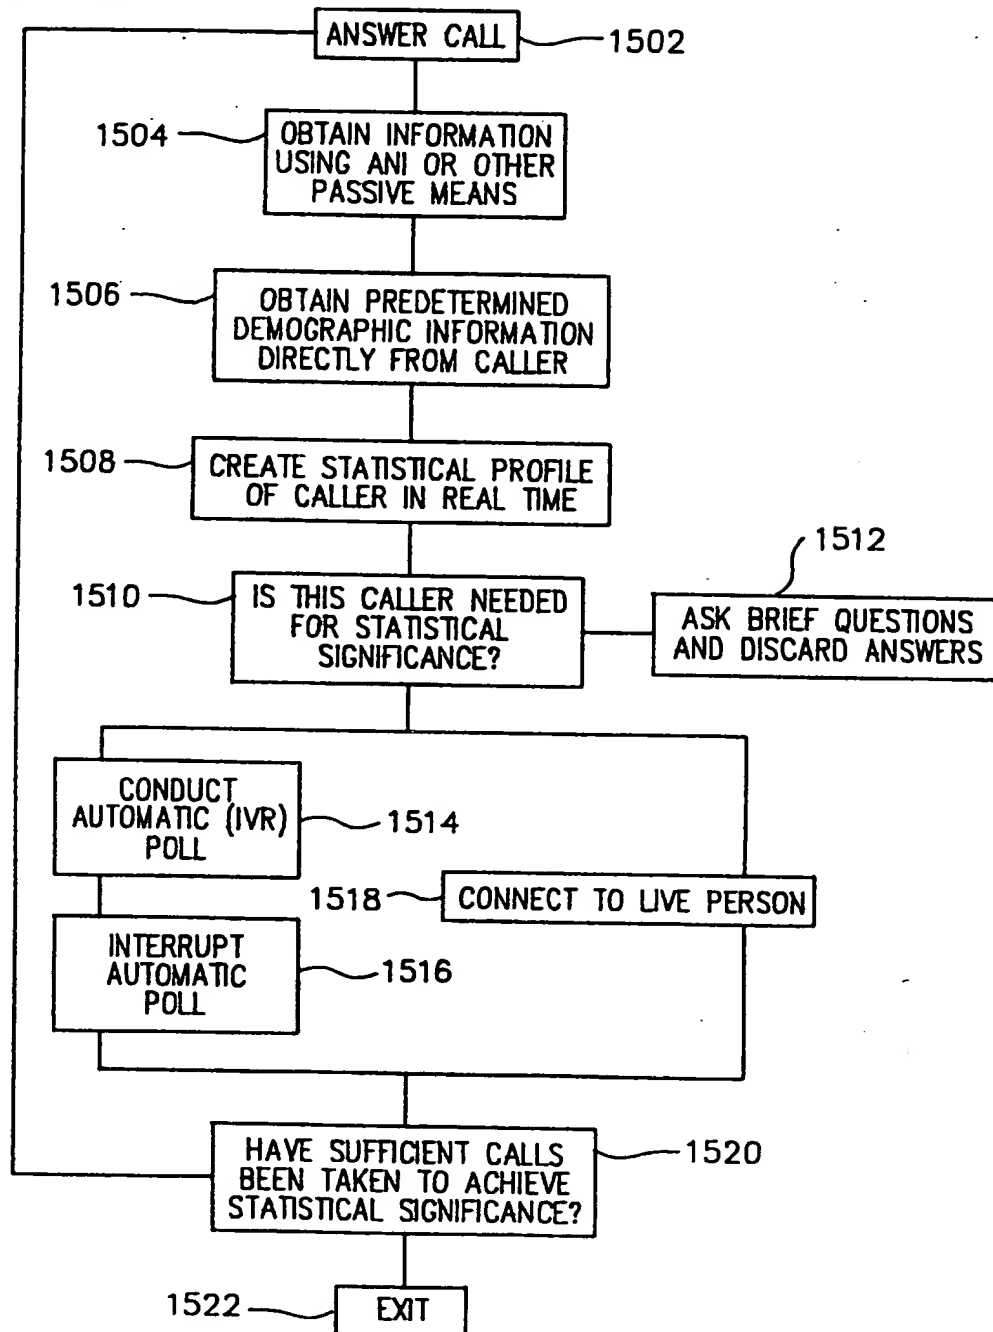 ANSWER CALL
1502
1504
OBTAIN INFORMATION
USING ANI OR OTHER
PASSIVE MEANS
1506
OBTAIN PREDETERMINED
DEMOGRAPHIC INFORMATION
DIRECTLY FROM CALLER
1508
CREATE STATISTICAL PROFILE
OF CALLER IN REAL TIME
1510
IS THIS CALLER NEEDED
FOR STATISTICAL
SIGNIFICANCE?
1512
ASK BRIEF QUESTIONS
AND DISCARD ANSWERS
CONDUCT
AUTOMATIC (IVR)
POLL
1514
1518
CONNECT TO LIVE PERSON
INTERRUPT
AUTOMATIC
POLL
1516
HAVE SUFFICIENT CALLS
BEEN TAKEN TO ACHIEVE
STATISTICAL SIGNIFICANCE?
1520
1522
EXIT